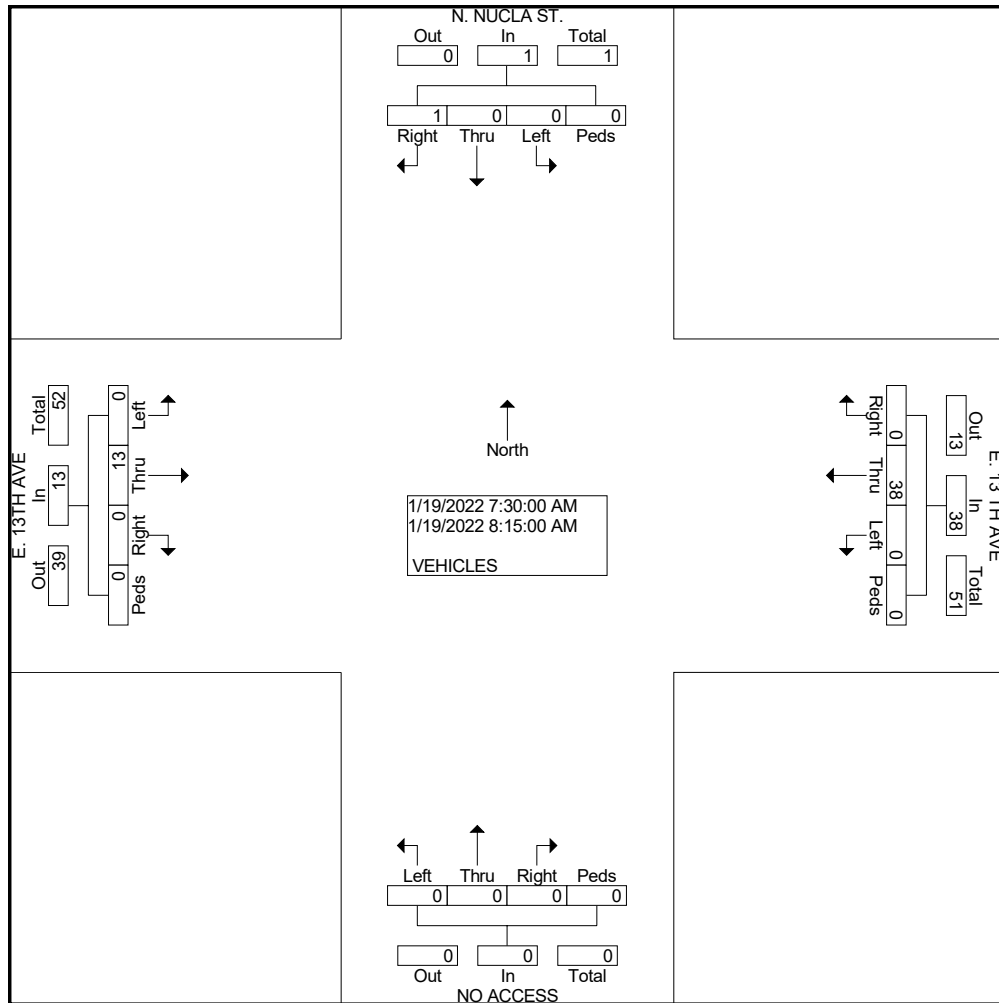 N. NUCLA ST.
Out In Total
0 1 1
1 0 0 0
Right Thru Left Peds
E. 13TH AVE
Total In Out
52 13 39
0 13 0 0
Left Thru Right Peds
North
1/19/2022 7:30:00 AM
1/19/2022 8:15:00 AM
VEHICLES
Right Thru Left Peds
0 38 0 0
Out In Total
13 38 51
E. 13 TH AVE
Left Thru Right Peds
0 0 0 0
0 0 0
Out In Total
NO ACCESS